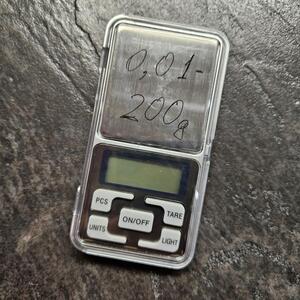 0,01-
200g
PCS
TARE
ON/OFF
UNITS
LIGHT